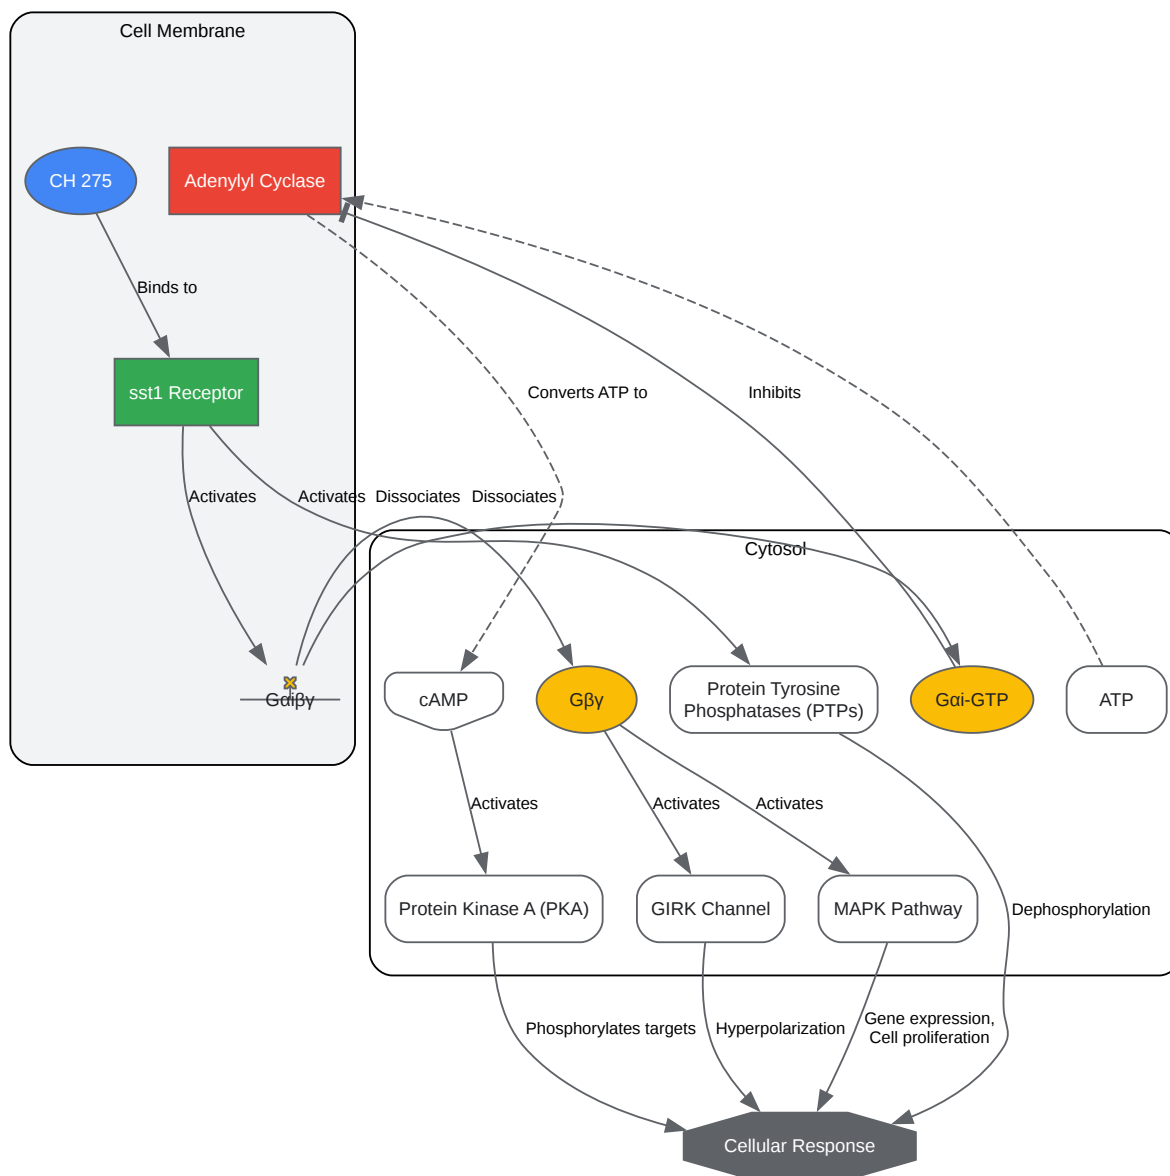 Cell Membrane
CH 275
Adenylyl Cyclase
Binds to
sst1 Receptor
Converts ATP to
Inhibits
Activates
Activates
Dissociates
Dissociates
Cytosol
Gαiβγ
cAMP
Gβγ
Protein Tyrosine
Phosphatases (PTPs)
Gαi-GTP
ATP
Activates
Activates
Activates
Protein Kinase A (PKA)
GIRK Channel
MAPK Pathway
Dephosphorylation
Phosphorylates targets
Hyperpolarization
Gene expression,
Cell proliferation
Cellular Response